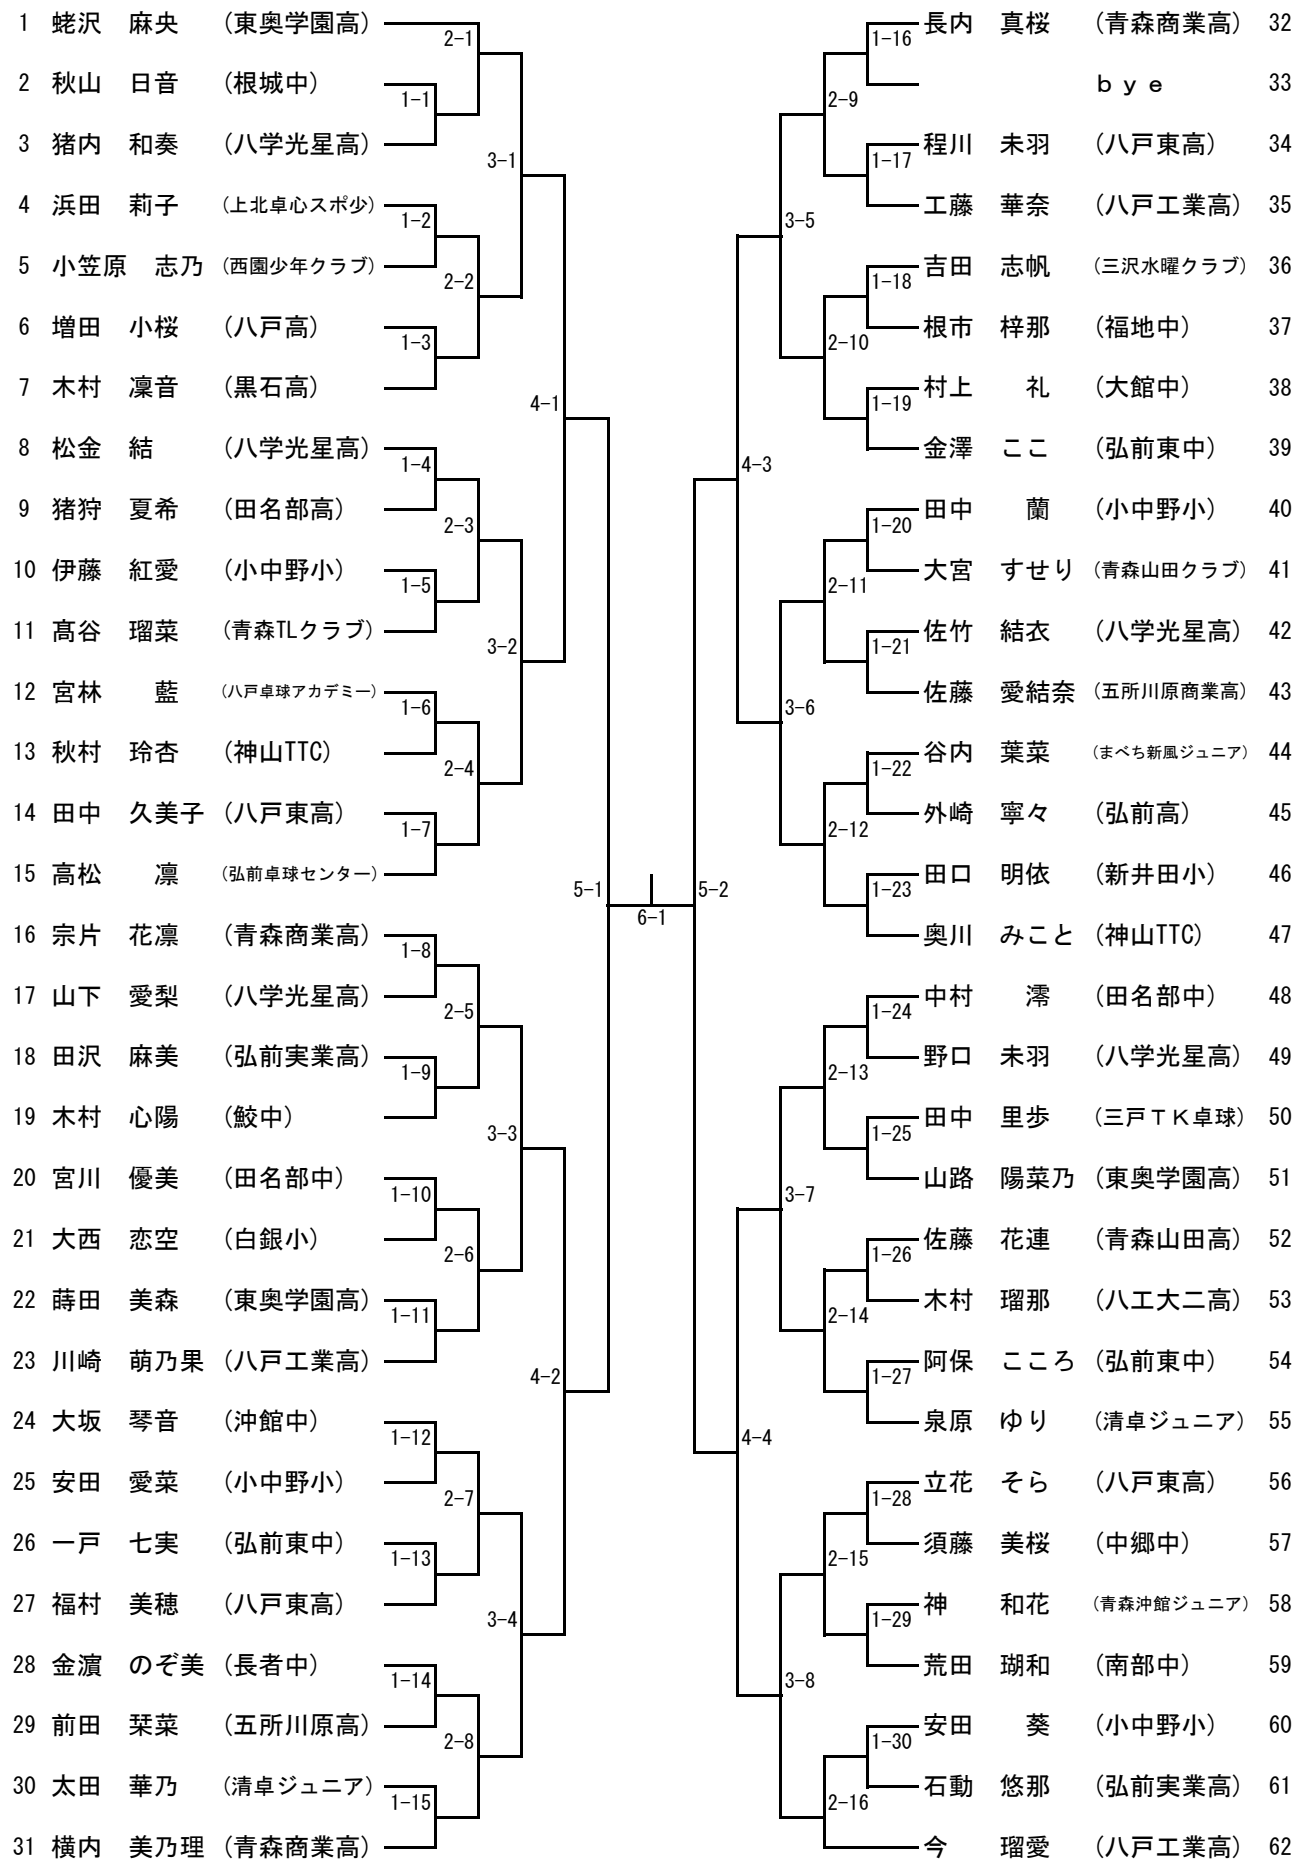 1 蛯沢 麻央 (東奥学園高)
2 秋山 日音 (根城中)
3 猪内 和奏 (八学光星高)
4 浜田 莉子 (上北卓心スポ少)
5 小笠原 志乃 (西園少年クラブ)
6 増田 小桜 (八戸高)
7 木村 凜音 (黒石高)
8 松金 結 (八学光星高)
9 猪狩 夏希 (田名部高)
10 伊藤 紅愛 (小中野小)
11 髙谷 瑠菜 (青森TLクラブ)
12 宮林 藍 (八戸卓球アカデミー)
13 秋村 玲杏 (神山TTC)
14 田中 久美子 (八戸東高)
15 高松 凛 (弘前卓球センター)
16 宗片 花凛 (青森商業高)
17 山下 愛梨 (八学光星高)
18 田沢 麻美 (弘前実業高)
19 木村 心陽 (鮫中)
20 宮川 優美 (田名部中)
21 大西 恋空 (白銀小)
22 蒔田 美森 (東奥学園高)
23 川崎 萌乃果 (八戸工業高)
24 大坂 琴音 (沖館中)
25 安田 愛菜 (小中野小)
26 一戸 七実 (弘前東中)
27 福村 美穂 (八戸東高)
28 金濵 のぞ美 (長者中)
29 前田 栞菜 (五所川原高)
30 太田 華乃 (清卓ジュニア)
31 横内 美乃理 (青森商業高)
1-1
1-2
1-3
1-4
1-5
1-6
1-7
1-8
1-9
1-10
1-11
1-12
1-13
1-14
1-15
2-1
2-2
2-3
2-4
2-5
2-6
2-7
2-8
3-1
3-2
3-3
3-4
4-1
4-2
5-1
6-1
5-2
4-3
4-4
3-5
3-6
3-7
3-8
2-9
2-10
2-11
2-12
2-13
2-14
2-15
2-16
1-16
1-17
1-18
1-19
1-20
1-21
1-22
1-23
1-24
1-25
1-26
1-27
1-28
1-29
1-30
長内 真桜 (青森商業高) 32
ｂｙｅ 33
程川 未羽 (八戸東高) 34
工藤 華奈 (八戸工業高) 35
吉田 志帆 (三沢水曜クラブ) 36
根市 梓那 (福地中) 37
村上 礼 (大館中) 38
金澤 ここ (弘前東中) 39
田中 蘭 (小中野小) 40
大宮 すせり (青森山田クラブ) 41
佐竹 結衣 (八学光星高) 42
佐藤 愛結奈 (五所川原商業高) 43
谷内 葉菜 (まべち新風ジュニア) 44
外崎 寧々 (弘前高) 45
田口 明依 (新井田小) 46
奥川 みこと (神山TTC) 47
中村 澪 (田名部中) 48
野口 未羽 (八学光星高) 49
田中 里歩 (三戸ＴＫ卓球) 50
山路 陽菜乃 (東奥学園高) 51
佐藤 花連 (青森山田高) 52
木村 瑠那 (八工大二高) 53
阿保 こころ (弘前東中) 54
泉原 ゆり (清卓ジュニア) 55
立花 そら (八戸東高) 56
須藤 美桜 (中郷中) 57
神 和花 (青森沖館ジュニア) 58
荒田 瑚和 (南部中) 59
安田 葵 (小中野小) 60
石動 悠那 (弘前実業高) 61
今 瑠愛 (八戸工業高) 62